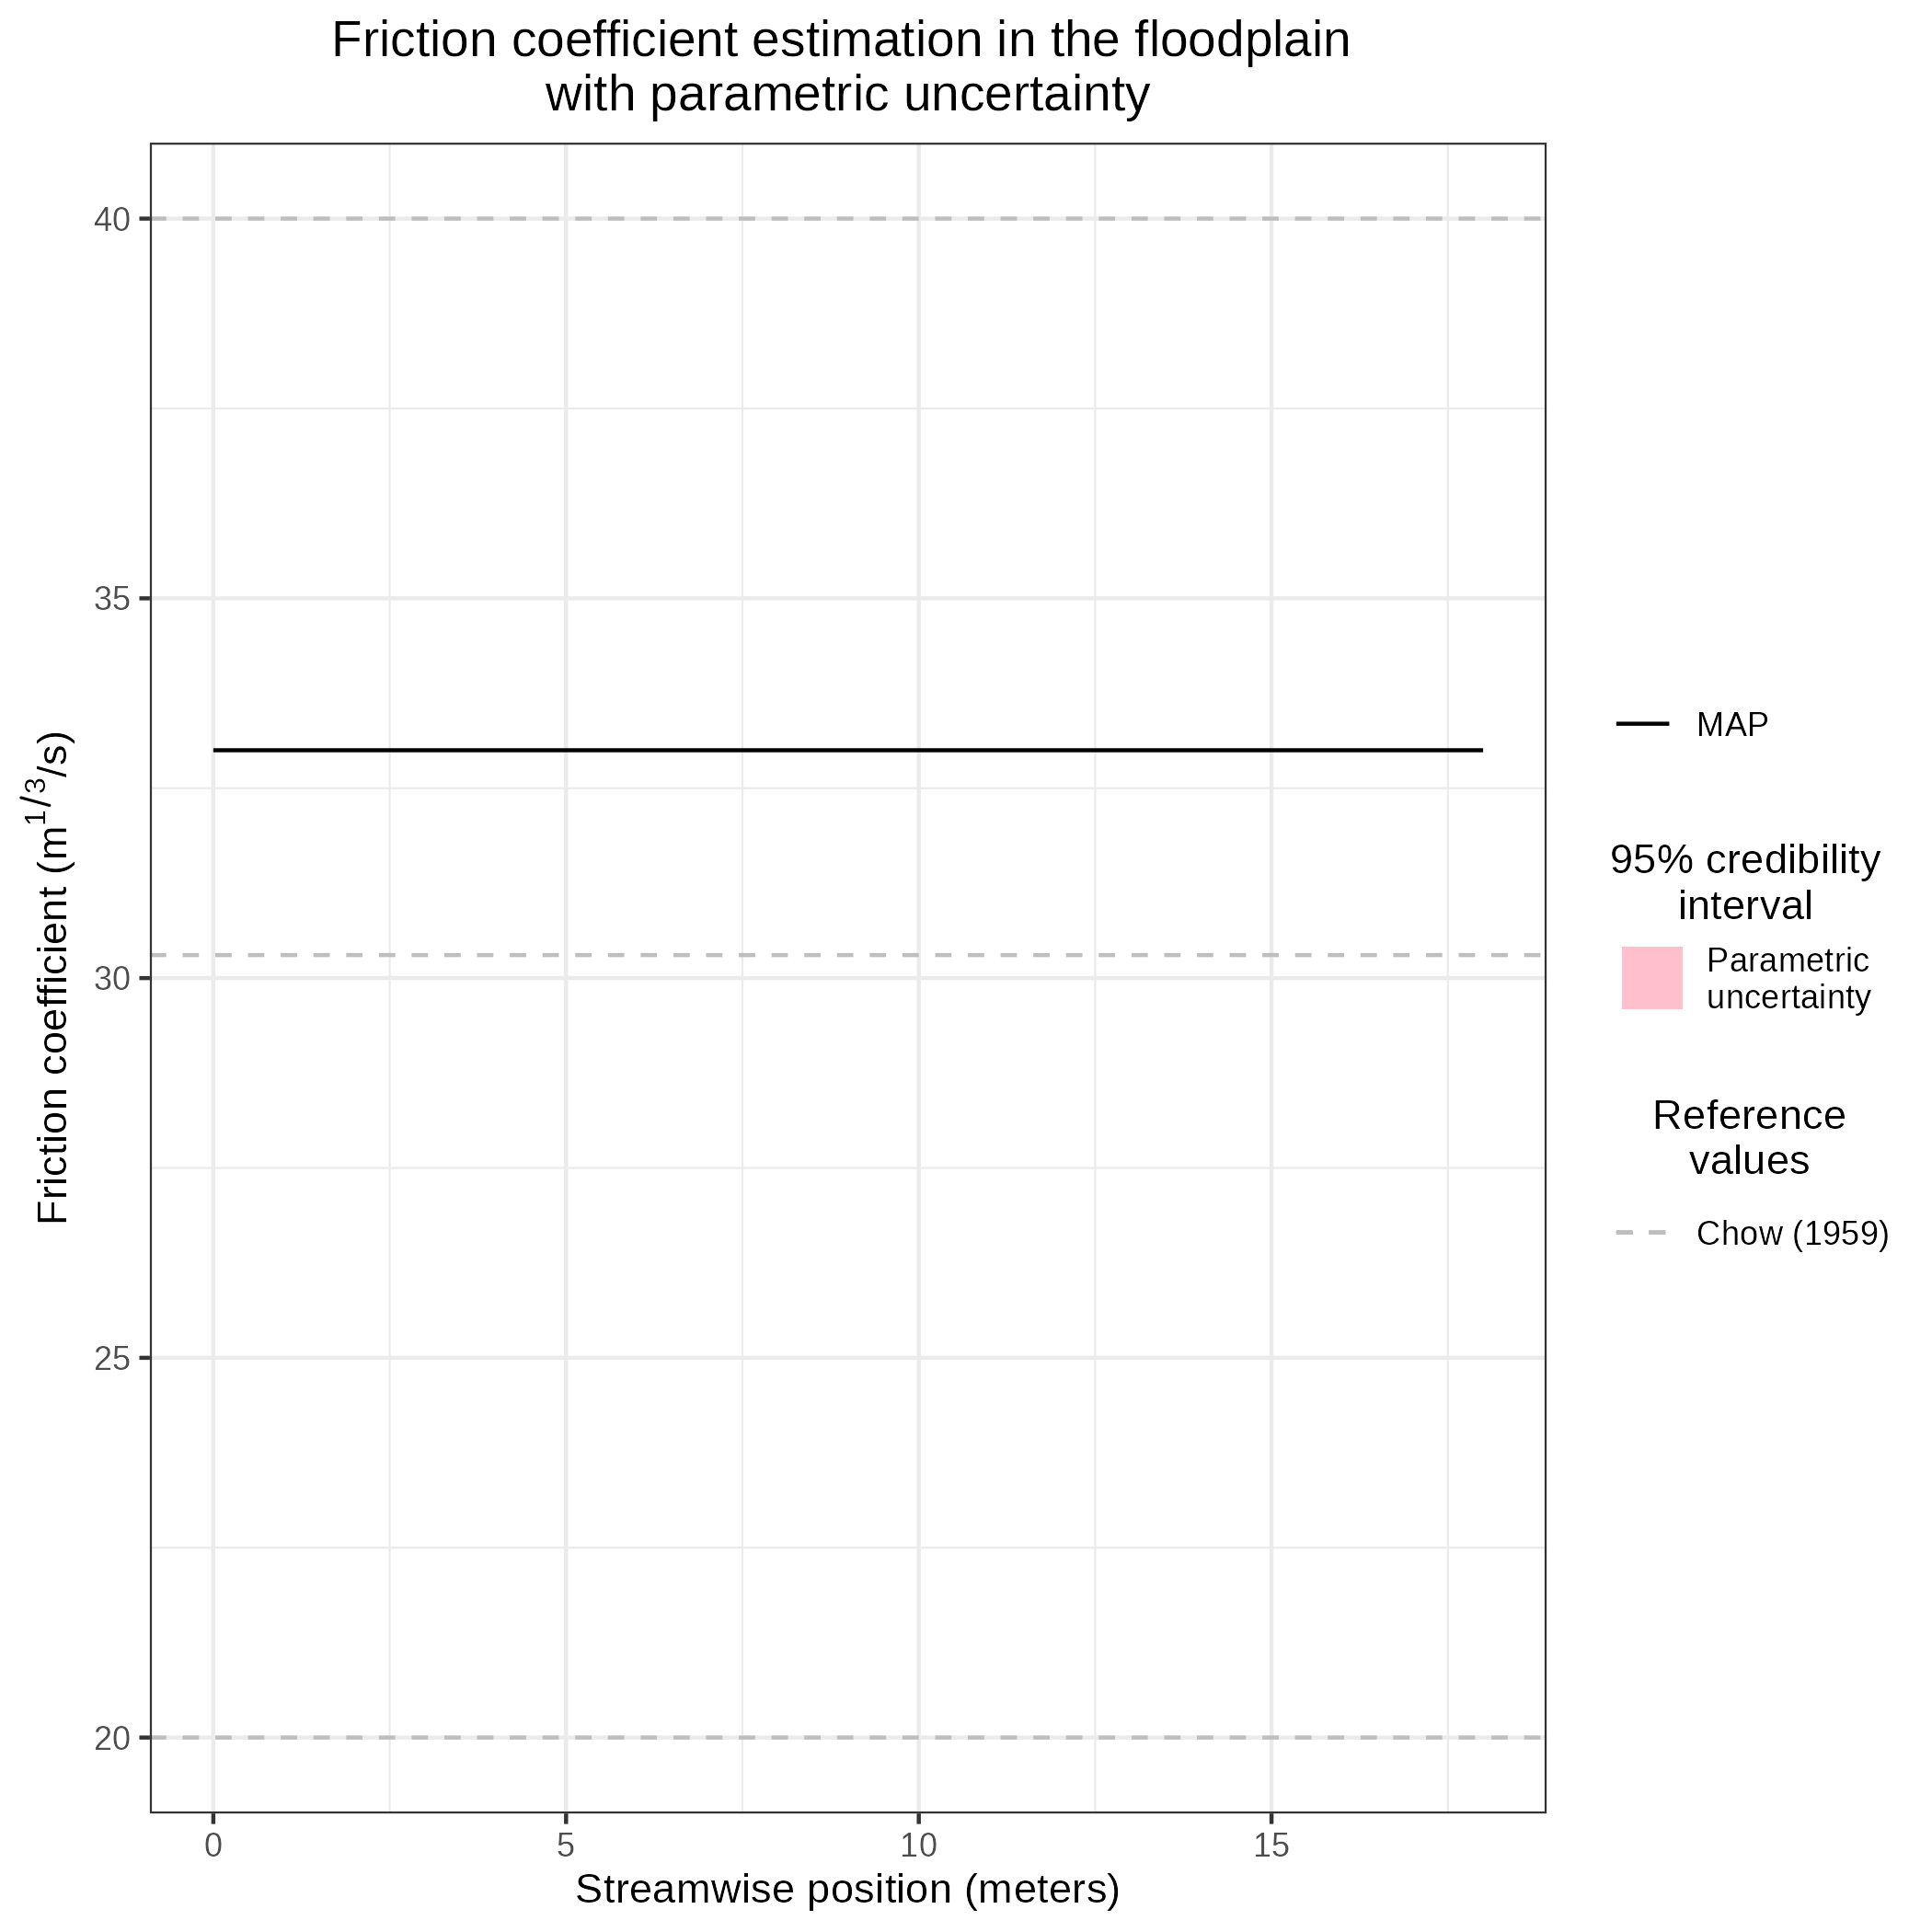 Friction coefficient estimation in the floodplain
with parametric uncertainty
Friction coefficient (m^1/3/s)
40
35
30
25
20
0
5
10
15
Streamwise position (meters)
MAP
95% credibility
interval
Parametric
uncertainty
Reference
values
Chow (1959)